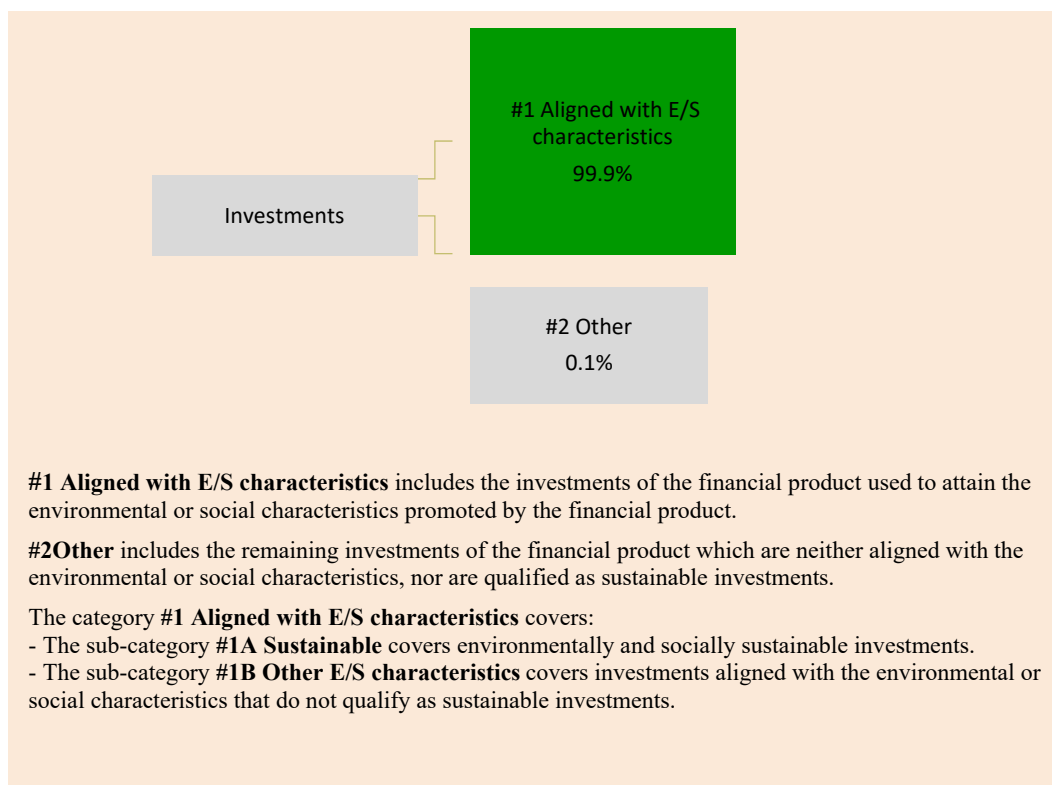 #1 Aligned with E/S
characteristics
99.9%
Investments
#2 Other
0.1%
#1 Aligned with E/S characteristics includes the investments of the financial product used to attain the
environmental or social characteristics promoted by the financial product.
#2Other includes the remaining investments of the financial product which are neither aligned with the
environmental or social characteristics, nor are qualified as sustainable investments.
The category #1 Aligned with E/S characteristics covers:
- The sub-category #1A Sustainable covers environmentally and socially sustainable investments.
- The sub-category #1B Other E/S characteristics covers investments aligned with the environmental or
social characteristics that do not qualify as sustainable investments.